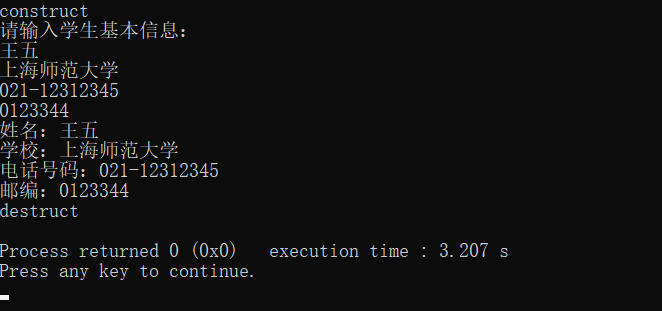 construct
请输入学生基本信息：
王五
上海师范大学
021-12312345
0123344
姓名：王五
学校：上海师范大学
电话号码：021-12312345
邮编：0123344
destruct
Process returned 0 (0x0)   execution time : 3.207 s
Press any key to continue.